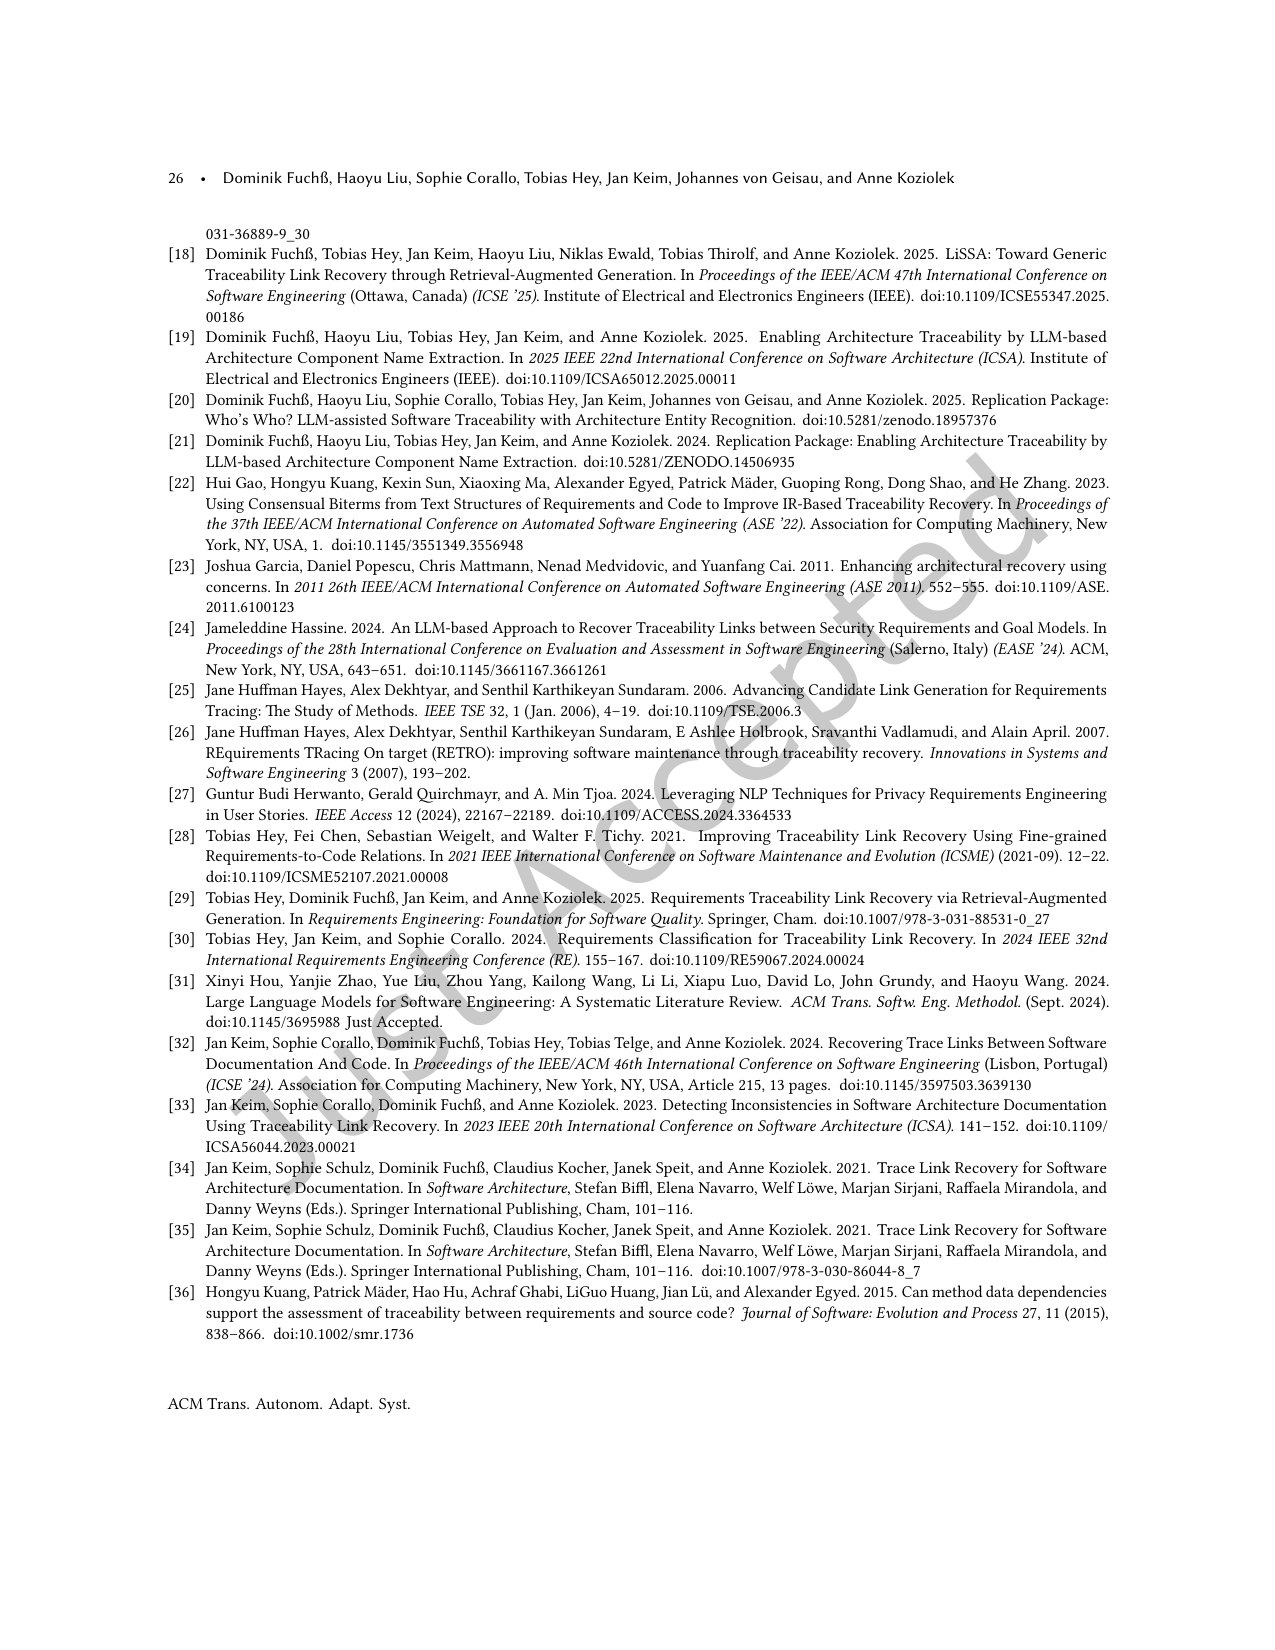 26 • Dominik Fuchß, Haoyu Liu, Sophie Corallo, Tobias Hey, Jan Keim, Johannes von Geisau, and Anne Koziolek
031-36889-9_30
[18] Dominik Fuchß, Tobias Hey, Jan Keim, Haoyu Liu, Niklas Ewald, Tobias Thirolf, and Anne Koziolek. 2025. LiSSA: Toward Generic
Traceability Link Recovery through Retrieval-Augmented Generation. In Proceedings of the IEEE/ACM 47th International Conference on
Software Engineering (Ottawa, Canada) (ICSE ’25). Institute of Electrical and Electronics Engineers (IEEE). doi:10.1109/ICSE55347.2025.
00186
[19] Dominik Fuchß, Haoyu Liu, Tobias Hey, Jan Keim, and Anne Koziolek. 2025. Enabling Architecture Traceability by LLM-based
Architecture Component Name Extraction. In 2025 IEEE 22nd International Conference on Software Architecture (ICSA). Institute of
Electrical and Electronics Engineers (IEEE). doi:10.1109/ICSA65012.2025.00011
[20] Dominik Fuchß, Haoyu Liu, Sophie Corallo, Tobias Hey, Jan Keim, Johannes von Geisau, and Anne Koziolek. 2025. Replication Package:
Who’s Who? LLM-assisted Software Traceability with Architecture Entity Recognition. doi:10.5281/zenodo.18957376
[21] Dominik Fuchß, Haoyu Liu, Tobias Hey, Jan Keim, and Anne Koziolek. 2024. Replication Package: Enabling Architecture Traceability by
LLM-based Architecture Component Name Extraction. doi:10.5281/ZENODO.14506935
[22] Hui Gao, Hongyu Kuang, Kexin Sun, Xiaoxing Ma, Alexander Egyed, Patrick Mäder, Guoping Rong, Dong Shao, and He Zhang. 2023.
Using Consensual Biterms from Text Structures of Requirements and Code to Improve IR-Based Traceability Recovery. In Proceedings of
the 37th IEEE/ACM International Conference on Automated Software Engineering (ASE ’22). Association for Computing Machinery, New
York, NY, USA, 1. doi:10.1145/3551349.3556948
[23] Joshua Garcia, Daniel Popescu, Chris Mattmann, Nenad Medvidovic, and Yuanfang Cai. 2011. Enhancing architectural recovery using
concerns. In 2011 26th IEEE/ACM International Conference on Automated Software Engineering (ASE 2011). 552–555. doi:10.1109/ASE.
2011.6100123
[24] Jameleddine Hassine. 2024. An LLM-based Approach to Recover Traceability Links between Security Requirements and Goal Models. In
Proceedings of the 28th International Conference on Evaluation and Assessment in Software Engineering (Salerno, Italy) (EASE ’24). ACM,
New York, NY, USA, 643–651. doi:10.1145/3661167.3661261
[25] Jane Huffman Hayes, Alex Dekhtyar, and Senthil Karthikeyan Sundaram. 2006. Advancing Candidate Link Generation for Requirements
Tracing: The Study of Methods. IEEE TSE 32, 1 (Jan. 2006), 4–19. doi:10.1109/TSE.2006.3
[26] Jane Huffman Hayes, Alex Dekhtyar, Senthil Karthikeyan Sundaram, E Ashlee Holbrook, Sravanthi Vadlamudi, and Alain April. 2007.
REquirements TRacing On target (RETRO): improving software maintenance through traceability recovery. Innovations in Systems and
Software Engineering 3 (2007), 193–202.
[27] Guntur Budi Herwanto, Gerald Quirchmayr, and A. Min Tjoa. 2024. Leveraging NLP Techniques for Privacy Requirements Engineering
in User Stories. IEEE Access 12 (2024), 22167–22189. doi:10.1109/ACCESS.2024.3364533
[28] Tobias Hey, Fei Chen, Sebastian Weigelt, and Walter F. Tichy. 2021. Improving Traceability Link Recovery Using Fine-grained
Requirements-to-Code Relations. In 2021 IEEE International Conference on Software Maintenance and Evolution (ICSME) (2021-09). 12–22.
doi:10.1109/ICSME52107.2021.00008
[29] Tobias Hey, Dominik Fuchß, Jan Keim, and Anne Koziolek. 2025. Requirements Traceability Link Recovery via Retrieval-Augmented
Generation. In Requirements Engineering: Foundation for Software Quality. Springer, Cham. doi:10.1007/978-3-031-88531-0_27
[30] Tobias Hey, Jan Keim, and Sophie Corallo. 2024. Requirements Classification for Traceability Link Recovery. In 2024 IEEE 32nd
International Requirements Engineering Conference (RE). 155–167. doi:10.1109/RE59067.2024.00024
[31] Xinyi Hou, Yanjie Zhao, Yue Liu, Zhou Yang, Kailong Wang, Li Li, Xiapu Luo, David Lo, John Grundy, and Haoyu Wang. 2024.
Large Language Models for Software Engineering: A Systematic Literature Review. ACM Trans. Softw. Eng. Methodol. (Sept. 2024).
doi:10.1145/3695988 Just Accepted.
[32] Jan Keim, Sophie Corallo, Dominik Fuchß, Tobias Hey, Tobias Telge, and Anne Koziolek. 2024. Recovering Trace Links Between Software
Documentation And Code. In Proceedings of the IEEE/ACM 46th International Conference on Software Engineering (Lisbon, Portugal)
(ICSE ’24). Association for Computing Machinery, New York, NY, USA, Article 215, 13 pages. doi:10.1145/3597503.3639130
[33] Jan Keim, Sophie Corallo, Dominik Fuchß, and Anne Koziolek. 2023. Detecting Inconsistencies in Software Architecture Documentation
Using Traceability Link Recovery. In 2023 IEEE 20th International Conference on Software Architecture (ICSA). 141–152. doi:10.1109/
ICSA56044.2023.00021
[34] Jan Keim, Sophie Schulz, Dominik Fuchß, Claudius Kocher, Janek Speit, and Anne Koziolek. 2021. Trace Link Recovery for Software
Architecture Documentation. In Software Architecture, Stefan Biffl, Elena Navarro, Welf Löwe, Marjan Sirjani, Raffaela Mirandola, and
Danny Weyns (Eds.). Springer International Publishing, Cham, 101–116.
[35] Jan Keim, Sophie Schulz, Dominik Fuchß, Claudius Kocher, Janek Speit, and Anne Koziolek. 2021. Trace Link Recovery for Software
Architecture Documentation. In Software Architecture, Stefan Biffl, Elena Navarro, Welf Löwe, Marjan Sirjani, Raffaela Mirandola, and
Danny Weyns (Eds.). Springer International Publishing, Cham, 101–116. doi:10.1007/978-3-030-86044-8_7
[36] Hongyu Kuang, Patrick Mäder, Hao Hu, Achraf Ghabi, LiGuo Huang, Jian Lü, and Alexander Egyed. 2015. Can method data dependencies
support the assessment of traceability between requirements and source code? Journal of Software: Evolution and Process 27, 11 (2015),
838–866. doi:10.1002/smr.1736
ACM Trans. Autonom. Adapt. Syst.
Just Accepted